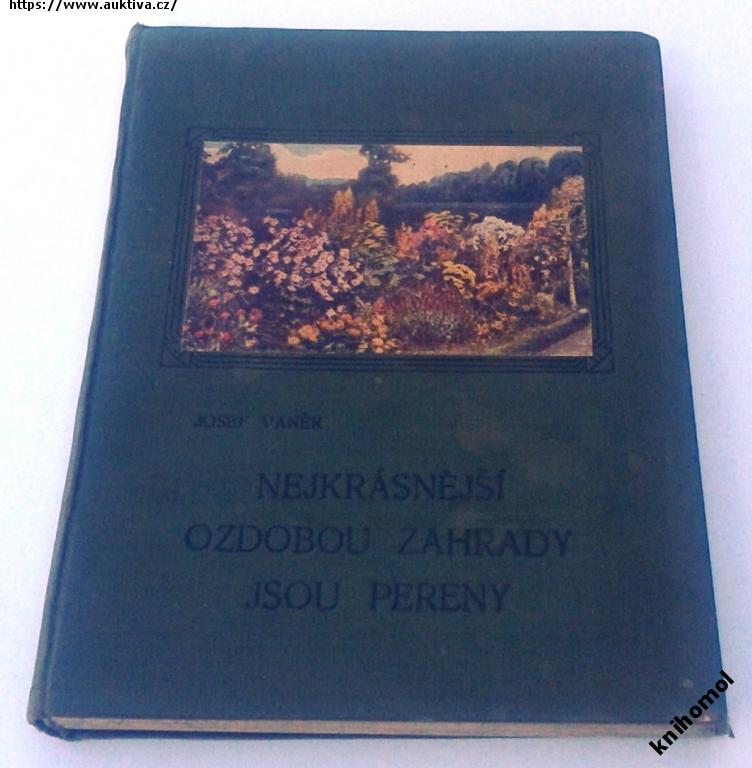 https://www.auktiva.cz/
JOSEF VANĚK
NEJKRÁSNĚJŠÍ
OZDOBOU ZAHRADY
JSOU PERENY
knihomol